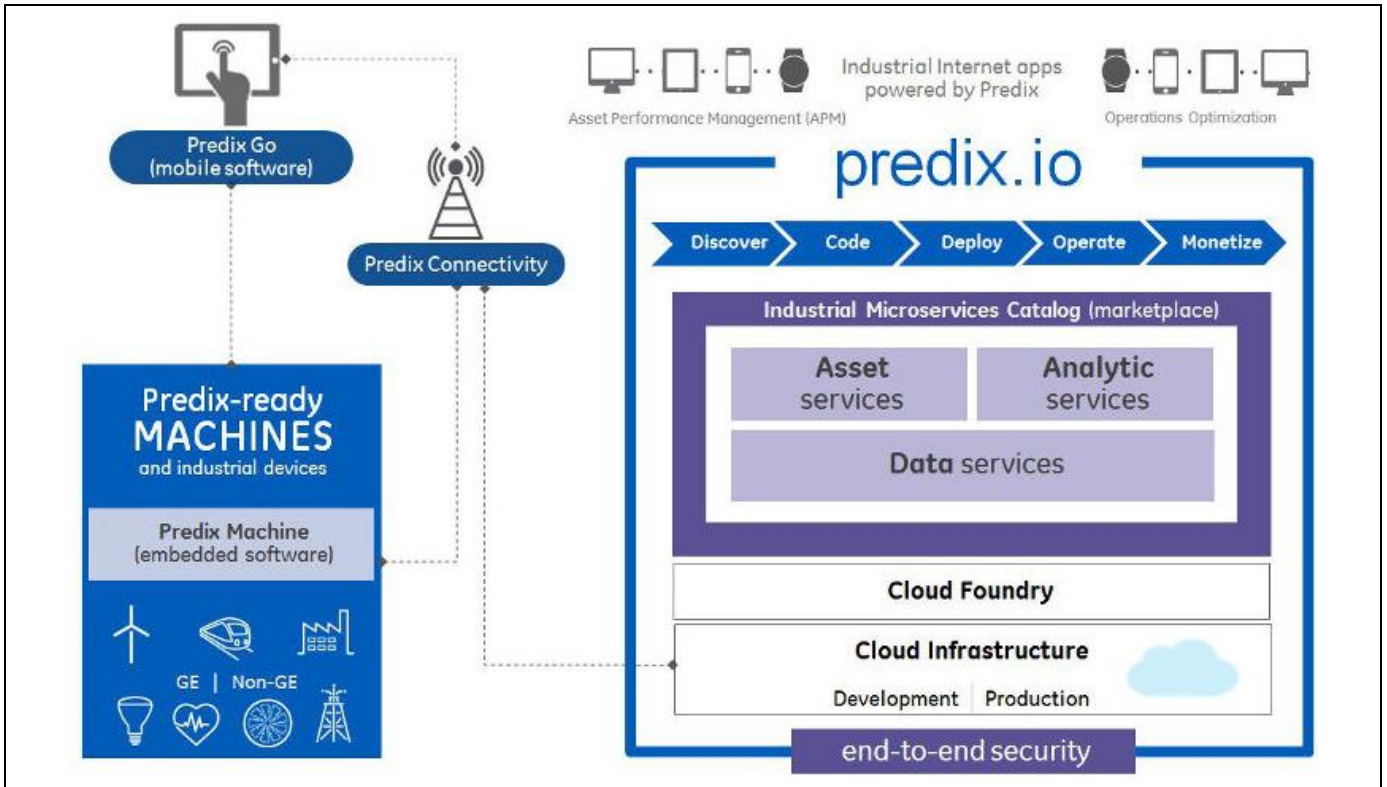 Predix Go
(mobile software)
Predix Connectivity
Predix-ready
MACHINES
and industrial devices
Predix Machine
(embedded software)
GE | Non-GE
Industrial Internet apps
powered by Predix
Asset Performance Management (APM)
Operations Optimization
predix.io
Discover
Code
Deploy
Operate
Monetize
Industrial Microservices Catalog (marketplace)
Asset
services
Analytic
services
Data services
Cloud Foundry
Cloud Infrastructure
Development | Production
end-to-end security